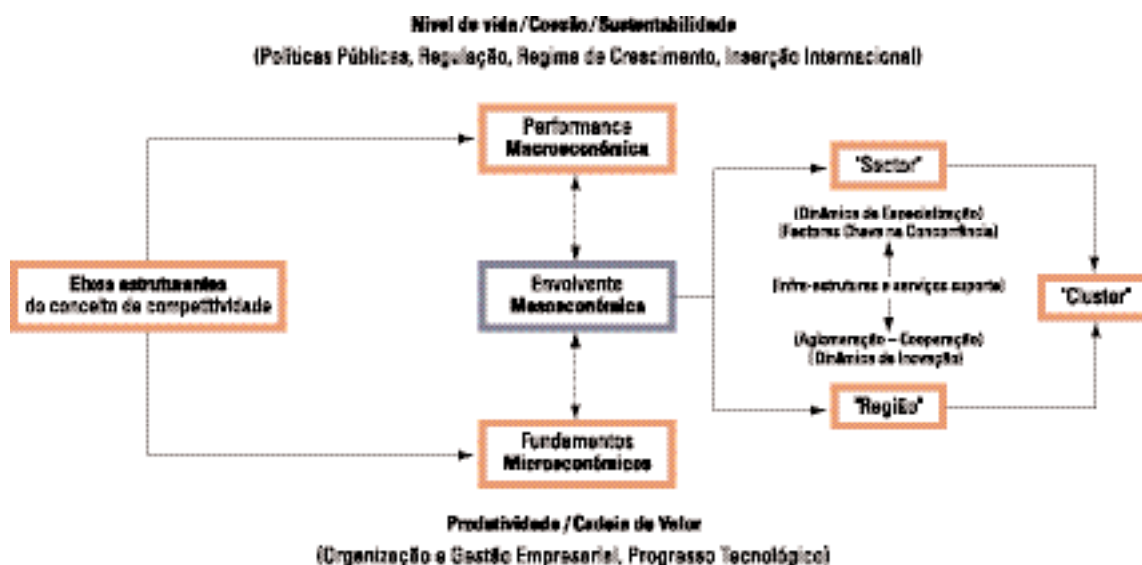 Nível de vida / Coesão / Sustentabilidade
(Políticas Públicas, Regulação, Regime de Crescimento, Inserção Internacional)
Performance
Macroeconómica
"Sector"
(Dinâmica de Especialização)
(Factores Chave na Concorrência)
Eixos estruturantes
do conceito de competitividade
Envolvente
Mesoeconómica
(Infra-estruturas e serviços suporte)
"Cluster"
(Aglomeração – Cooperação)
(Dinâmica de Inovação)
"Região"
Fundamentos
Microeconómicos
Produtividade / Cadeia de Valor
(Organização e Gestão Empresarial, Progresso Tecnológico)